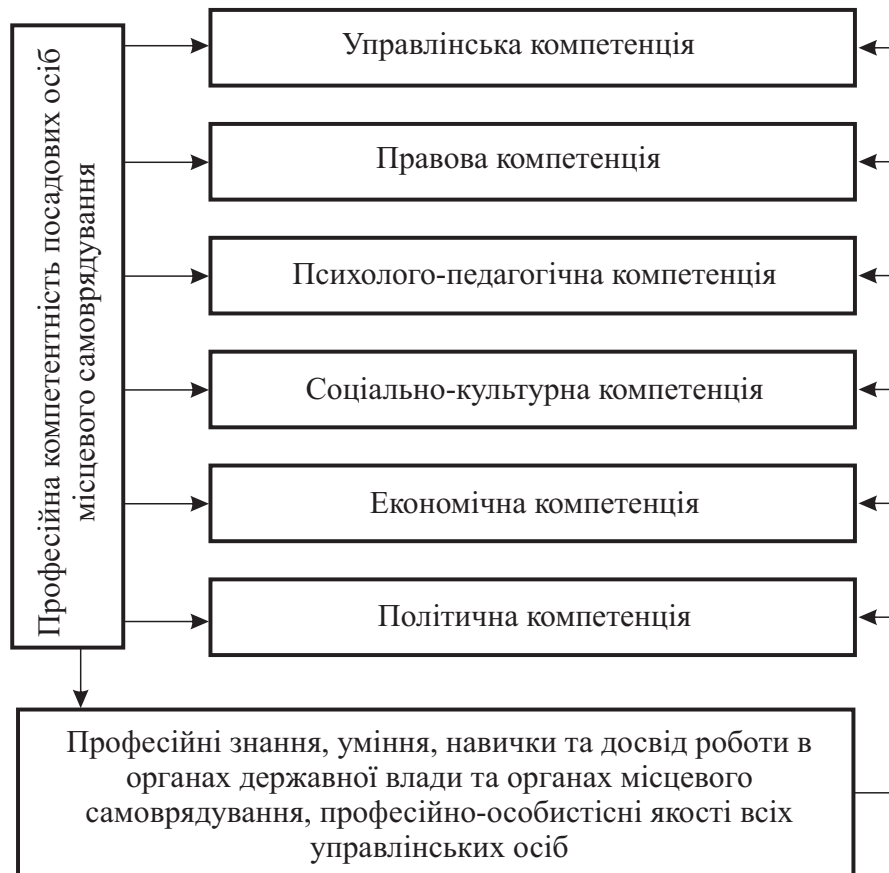 Професійна компетентність посадових осіб
місцевого самоврядування
Управлінська компетенція
Правова компетенція
Психолого-педагогічна компетенція
Соціально-культурна компетенція
Економічна компетенція
Політична компетенція
Професійні знання, уміння, навички та досвід роботи в
органах державної влади та органах місцевого
самоврядування, професійно-особистісні якості всіх
управлінських осіб